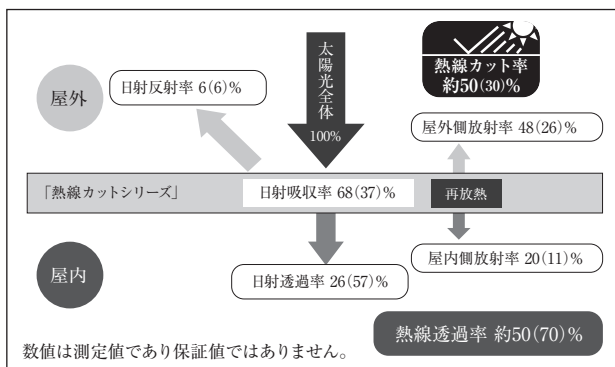 太陽光全体
100%
熱線カット率
約50(30)%
屋外
日射反射率 6(6)%
屋外側放射率 48(26)%
「熱線カットシリーズ」
日射吸収率 68(37)%
再放熱
屋内
日射透過率 26(57)%
屋内側放射率 20(11)%
熱線透過率 約50(70)%
数値は測定値であり保証値ではありません。